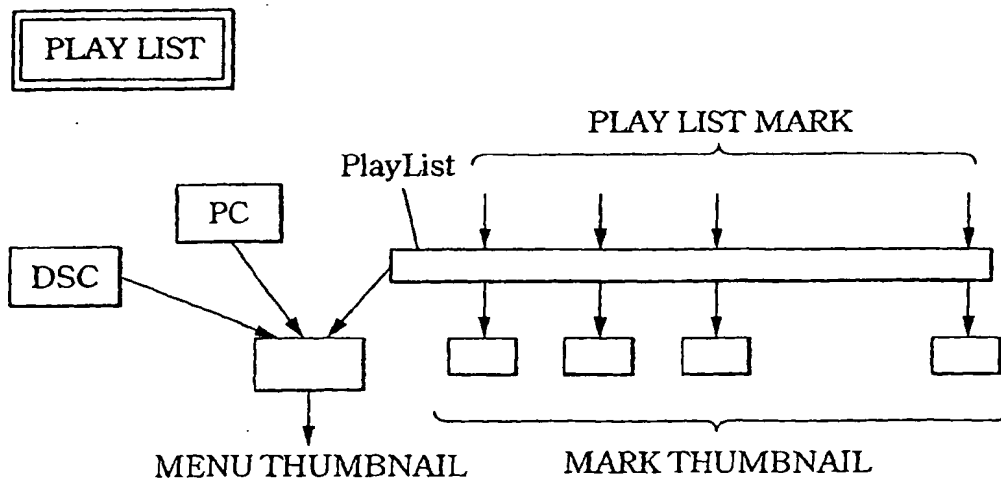 PLAY LIST
PLAY LIST MARK
PlayList
PC
DSC
MENU THUMBNAIL
MARK THUMBNAIL